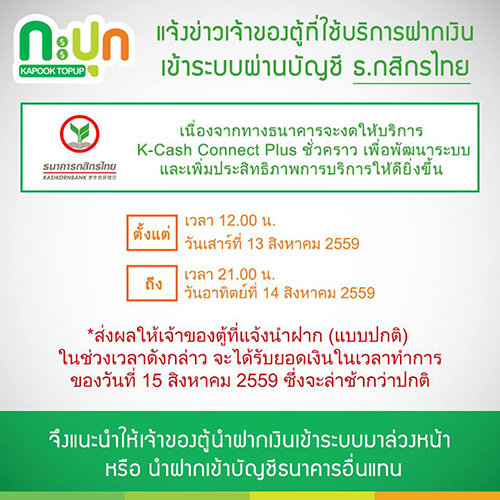 กะปุก
KAPOOK TOPUP
แจ้งข่าวเจ้าของตู้ที่ใช้บริการฝากเงิน
เข้าระบบผ่านบัญชี ธ.กสิกรไทย
ธนาคารกสิกรไทย
KASIKORNBANK 开泰银行
เนื่องจากทางธนาคารจะงดให้บริการ
K-Cash Connect Plus ชั่วคราว เพื่อพัฒนาระบบ
และเพิ่มประสิทธิภาพการบริการให้ดียิ่งขึ้น
ตั้งแต่
เวลา 12.00 น.
วันเสาร์ที่ 13 สิงหาคม 2559
ถึง
เวลา 21.00 น.
วันอาทิตย์ที่ 14 สิงหาคม 2559
*ส่งผลให้เจ้าของตู้ที่แจ้งนำฝาก (แบบปกติ)
ในช่วงเวลาดังกล่าว จะได้รับยอดเงินในเวลาทำการ
ของวันที่ 15 สิงหาคม 2559 ซึ่งจะล่าช้ากว่าปกติ
จึงแนะนำให้เจ้าของตู้นำฝากเงินเข้าระบบมาล่วงหน้า
หรือ นำฝากเข้าบัญชีธนาคารอื่นแทน